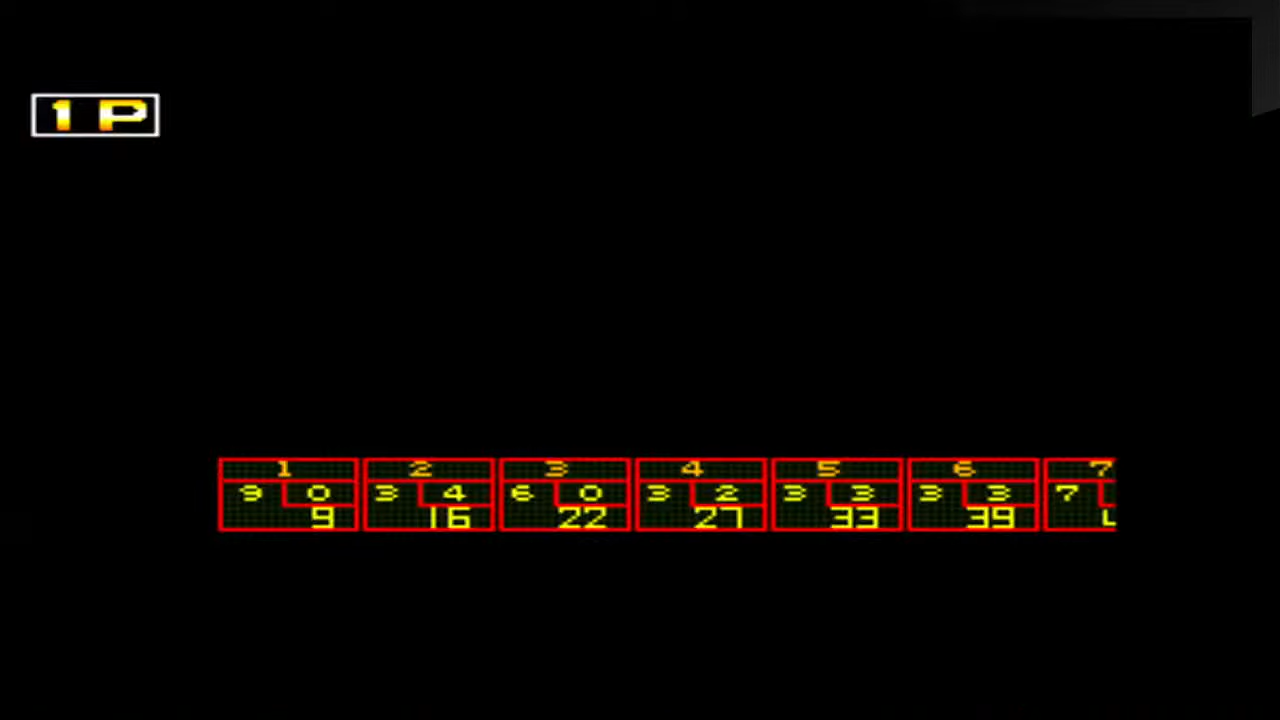 1P
1 2 3 4 5 6 7
9 0 3 4 6 0 3 2 3 3 3 3 7
9 16 22 27 33 39